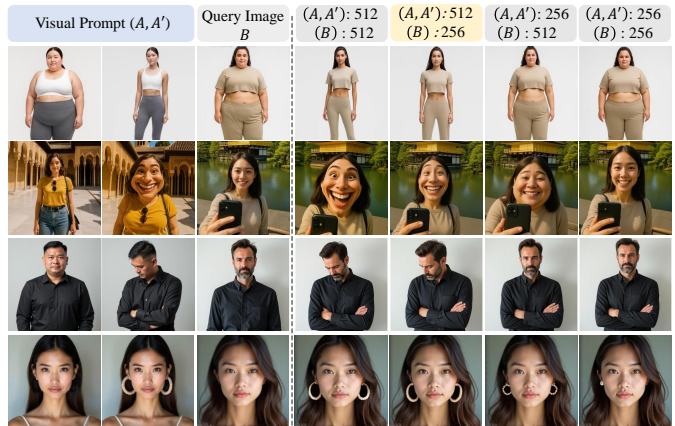 Visual Prompt (A, A′)
Query Image
B
(A, A′): 512
(B) : 512
(A, A′): 512
(B) : 256
(A, A′): 256
(B) : 512
(A, A′): 256
(B) : 256